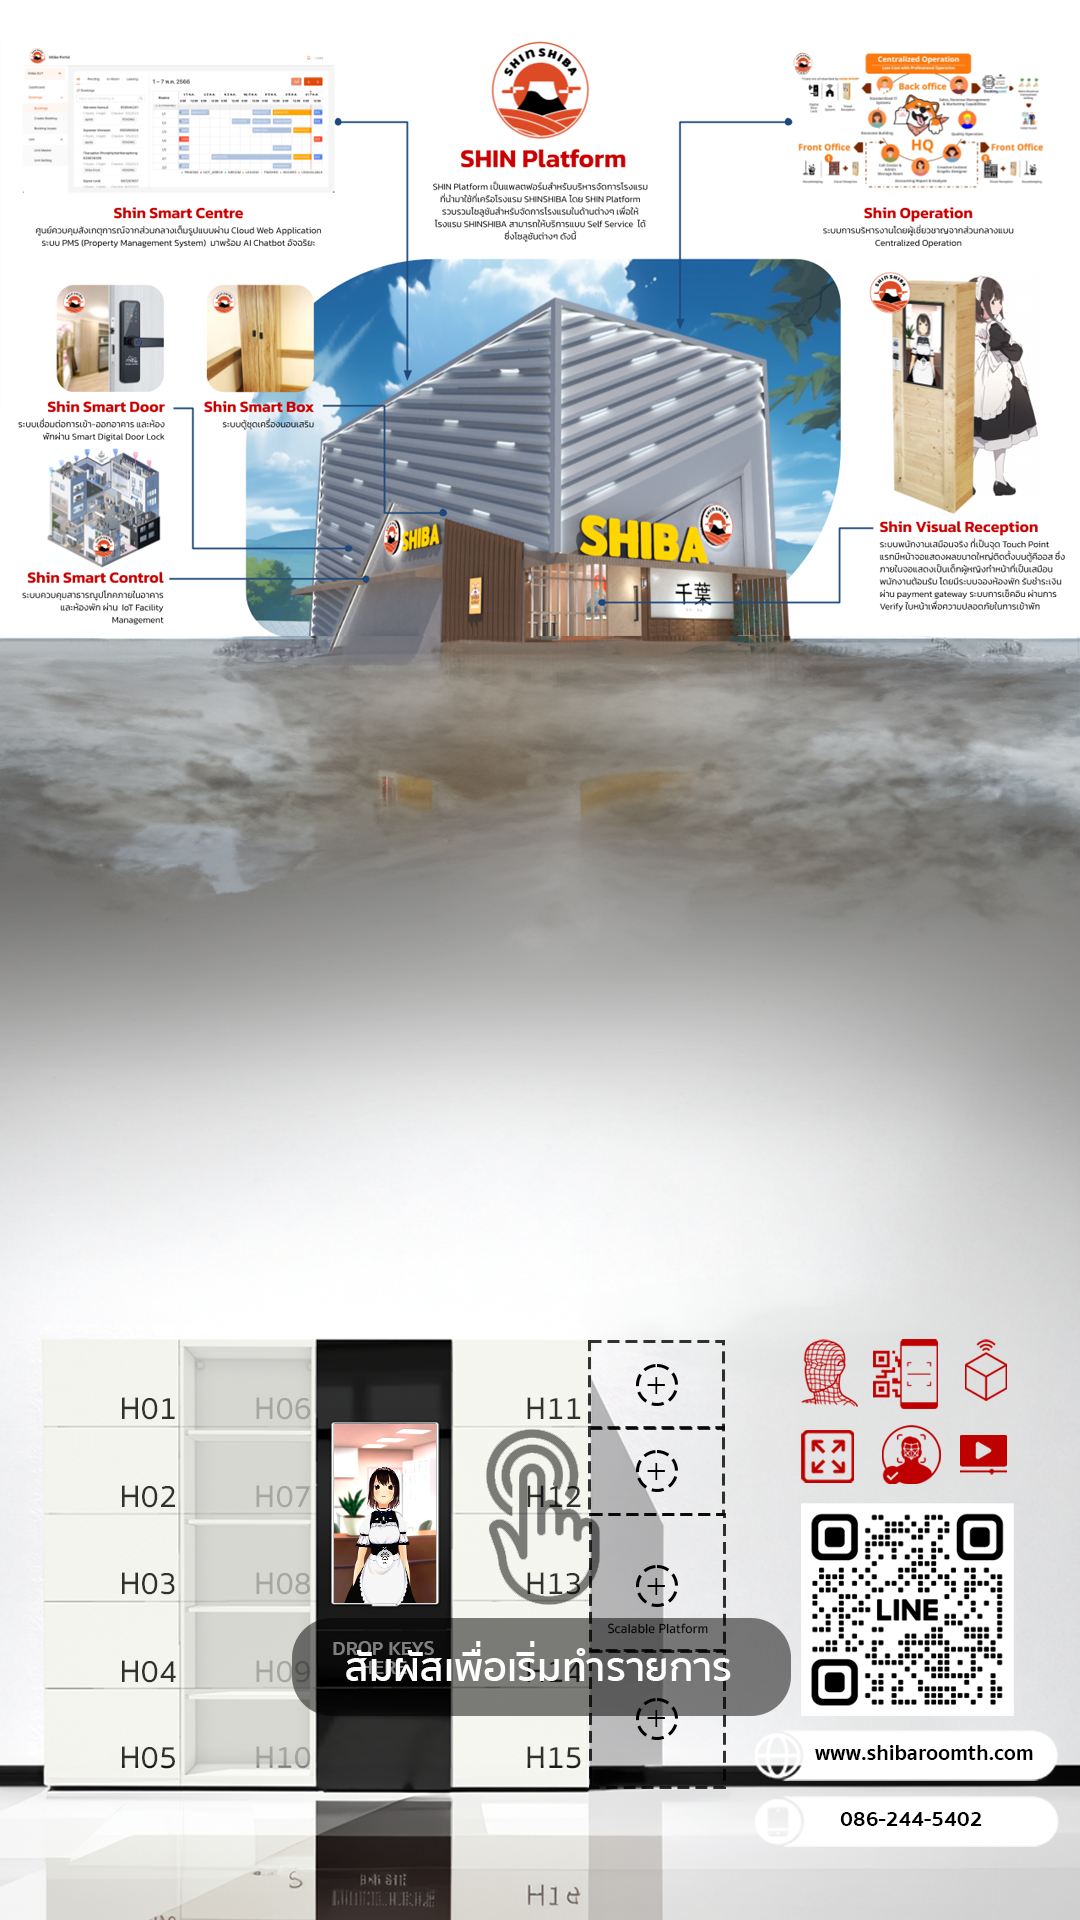 SHINSHIBA
SHIN Platform
SHIN Platform เป็นแพลตฟอร์มสำหรับบริหารจัดการโรงแรม
ที่นำมาใช้ที่เครือโรงแรม SHINSHIBA โดย SHIN Platform
รวบรวมโซลูชันสำหรับจัดการโรงแรมในด้านต่างๆ เพื่อให้
โรงแรม SHINSHIBA สามารถให้บริการแบบ Self Service ได้
ซึ่งโซลูชันต่างๆ ดังนี้
Shiba Portal
1 - 7 พ.ค. 2566
Shin Smart Centre
ศูนย์ควบคุมสังเกตุการณ์จากส่วนกลางเต็มรูปแบบผ่าน Cloud Web Application
ระบบ PMS (Property Management System) มาพร้อม AI Chatbot อัจฉริยะ
Centralized Operation
Back office
Front Office
HQ
Front Office
Quality Operation
Shin Operation
ระบบการบริหารงานโดยผู้เชี่ยวชาญจากส่วนกลางแบบ
Centralized Operation
Shin Smart Door
ระบบเชื่อมต่อการเข้า-ออกอาคาร และห้อง
พักผ่าน Smart Digital Door Lock
Shin Smart Box
ระบบตู้ชุดเครื่องนอนเสริม
Shin Smart Control
ระบบควบคุมสาธารณูปโภคภายในอาคาร
และห้องพัก ผ่าน IoT Facility
Management
SHIBA
SHIBA
SHINSHIBA
千葉
SHINSHIBA
Shin Visual Reception
ระบบพนักงานเสมือนจริง ที่เป็นจุด Touch Point
แรกมีหน้าจอแสดงผลขนาดใหญ่ติดตั้งบนตู้คีออส ซึ่ง
ภายในจอแสดงเป็นเด็กผู้หญิงทำหน้าที่เป็นเสมือน
พนักงานต้อนรับ โดยมีระบบจองห้องพัก รับชำระเงิน
ผ่าน payment gateway ระบบการเช็คอิน ผ่านการ
Verify ใบหน้าเพื่อความปลอดภัยในการเข้าพัก
H01
H06
H11
H02
H07
H12
H03
H08
H13
Scalable Platform
DROP KEYS
H04
H09
สัมผัสเพื่อเริ่มทำรายการ
H05
H10
H15
LINE
www.shibaroomth.com
086-244-5402